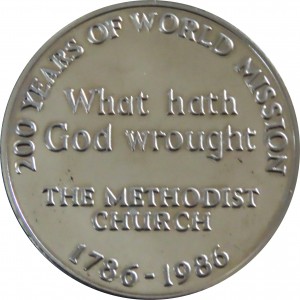 200 YEARS OF WORLD MISSION
What hath
God wrought
THE METHODIST
CHURCH
1786-1986